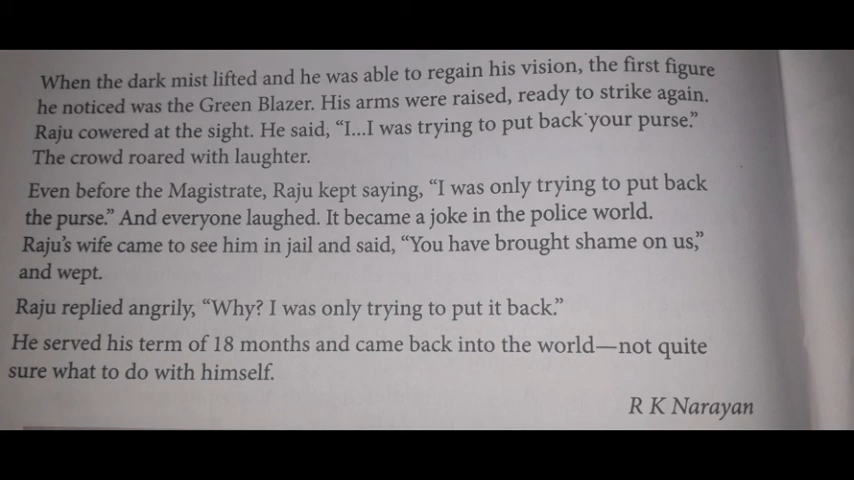 When the dark mist lifted and he was able to regain his vision, the first figure
he noticed was the Green Blazer. His arms were raised, ready to strike again.
Raju cowered at the sight. He said, “I...I was trying to put back your purse.”
The crowd roared with laughter.
Even before the Magistrate, Raju kept saying, “I was only trying to put back
the purse.” And everyone laughed. It became a joke in the police world.
Raju’s wife came to see him in jail and said, “You have brought shame on us,”
and wept.
Raju replied angrily, “Why? I was only trying to put it back.”
He served his term of 18 months and came back into the world—not quite
sure what to do with himself.
R K Narayan